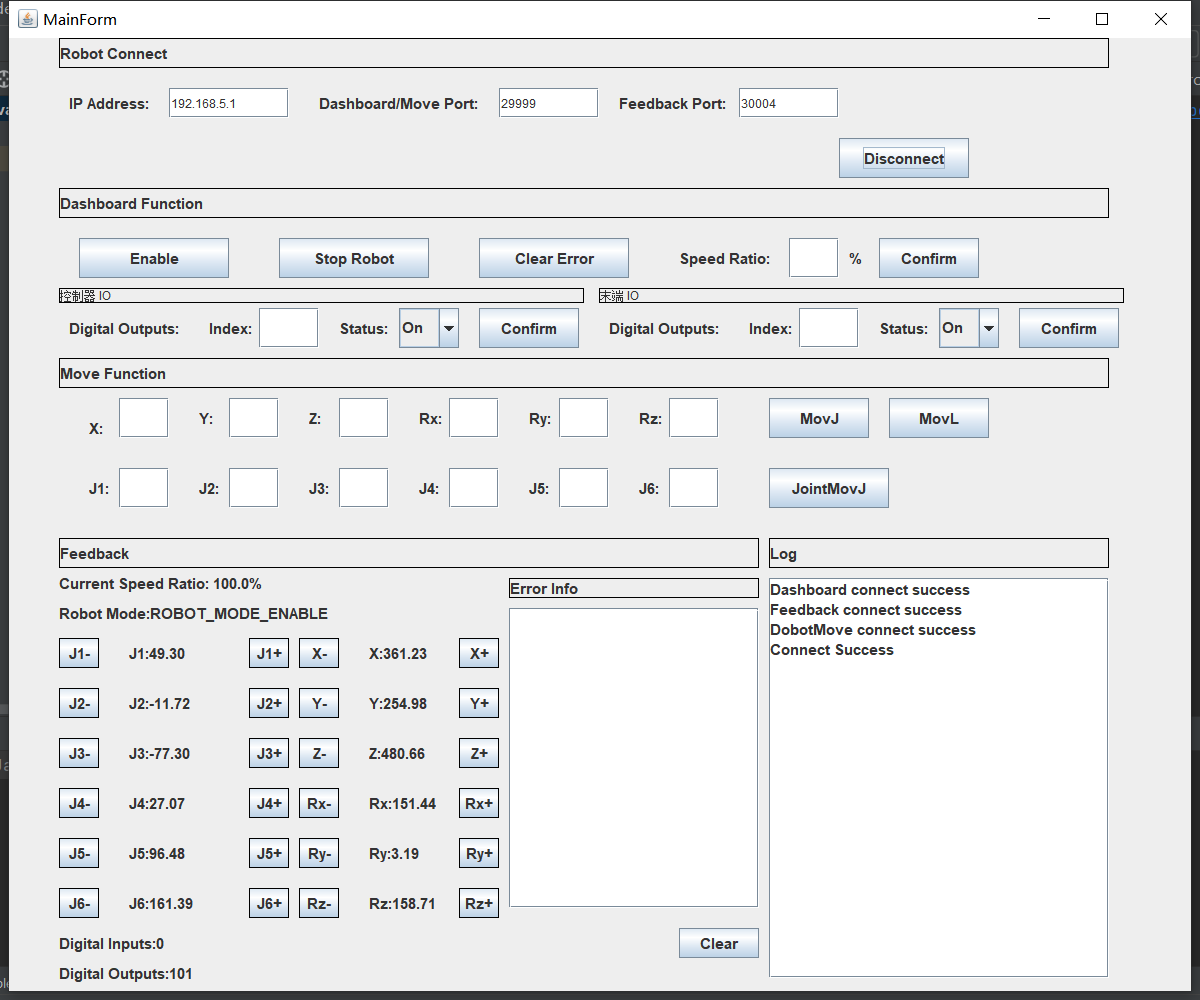 MainForm
Robot Connect
IP Address: 192.168.5.1 Dashboard/Move Port: 29999 Feedback Port: 30004
Disconnect
Dashboard Function
Enable Stop Robot Clear Error Speed Ratio: % Confirm
控制器 IO 末端 IO
Digital Outputs: Index: Status: On Confirm Digital Outputs: Index: Status: On Confirm
Move Function
X: Y: Z: Rx: Ry: Rz: MovJ MovL
J1: J2: J3: J4: J5: J6: JointMovJ
Feedback
Current Speed Ratio: 100.0%
Robot Mode:ROBOT_MODE_ENABLE
J1- J1:49.30 J1+ X- X:361.23 X+
J2- J2:-11.72 J2+ Y- Y:254.98 Y+
J3- J3:-77.30 J3+ Z- Z:480.66 Z+
J4- J4:27.07 J4+ Rx- Rx:151.44 Rx+
J5- J5:96.48 J5+ Ry- Ry:3.19 Ry+
J6- J6:161.39 J6+ Rz- Rz:158.71 Rz+
Digital Inputs:0
Digital Outputs:101
Error Info
Clear
Log
Dashboard connect success
Feedback connect success
DobotMove connect success
Connect Success